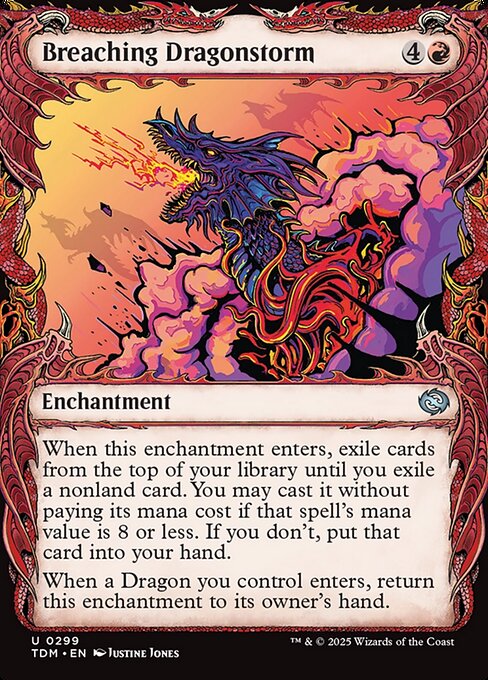 Breaching Dragonstorm 4
Enchantment
When this enchantment enters, exile cards
from the top of your library until you exile
a nonland card. You may cast it without
paying its mana cost if that spell's mana
value is 8 or less. If you don't, put that
card into your hand.
When a Dragon you control enters, return
this enchantment to its owner's hand.
U 0299
TDM • EN Justine Jones
™ & © 2025 Wizards of the Coast